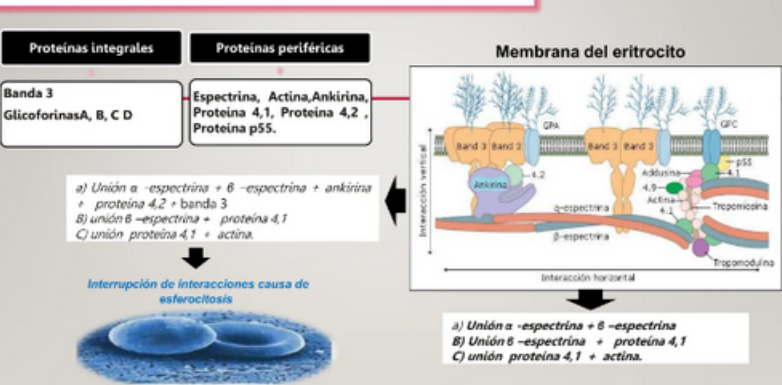 Proteínas integrales
Proteínas periféricas
Banda 3
GlicoforinasA, B, C D
Espectrina, Actina,Ankirina,
Proteína 4,1, Proteína 4,2 ,
Proteína p55.
Membrana del eritrocito
GPA
GPC
Band 3
Band 3
Band 3
Band 3
p55
4.2
Addusina
4.1
Ankirina
4.9
Actina
4.1
Tropomiosina
α-espectrina
β-espectrina
Tropomodulina
Interacción vertical
Interacción horizontal
a) Unión α -espectrina + β -espectrina + ankirina
+ proteína 4,2 + banda 3
B) unión β -espectrina + proteína 4,1
C) unión proteína 4,1 + actina.
Interrupción de interacciones causa de
esferocitosis
a) Unión α -espectrina + β -espectrina
B) Unión β -espectrina + proteína 4,1
C) unión proteína 4,1 + actina.